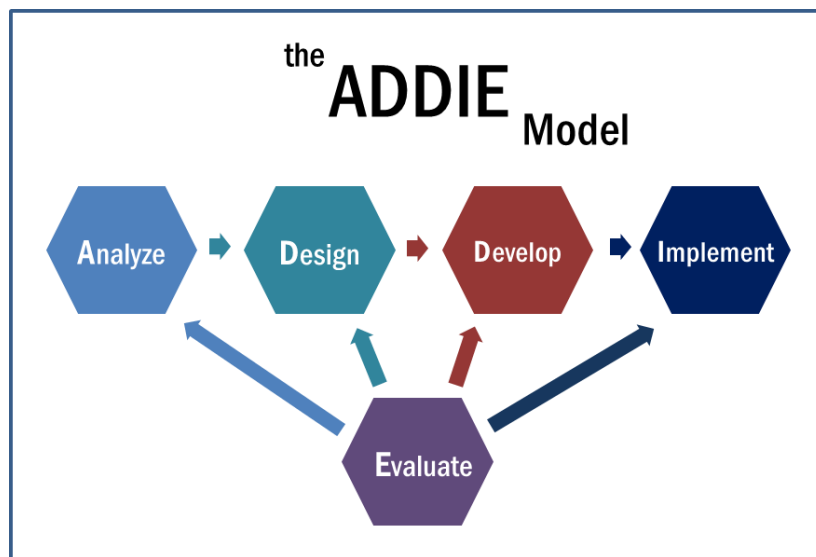 the
ADDIE
Model
Analyze
Design
Develop
Implement
Evaluate